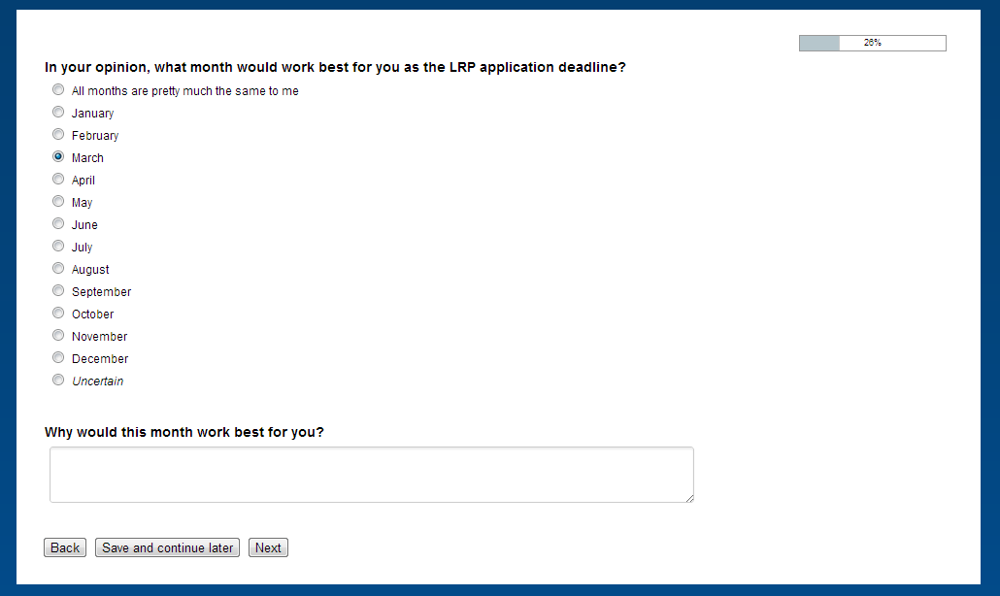 26%
In your opinion, what month would work best for you as the LRP application deadline?
All months are pretty much the same to me
January
February
March
April
May
June
July
August
September
October
November
December
Uncertain
Why would this month work best for you?
Back Save and continue later Next